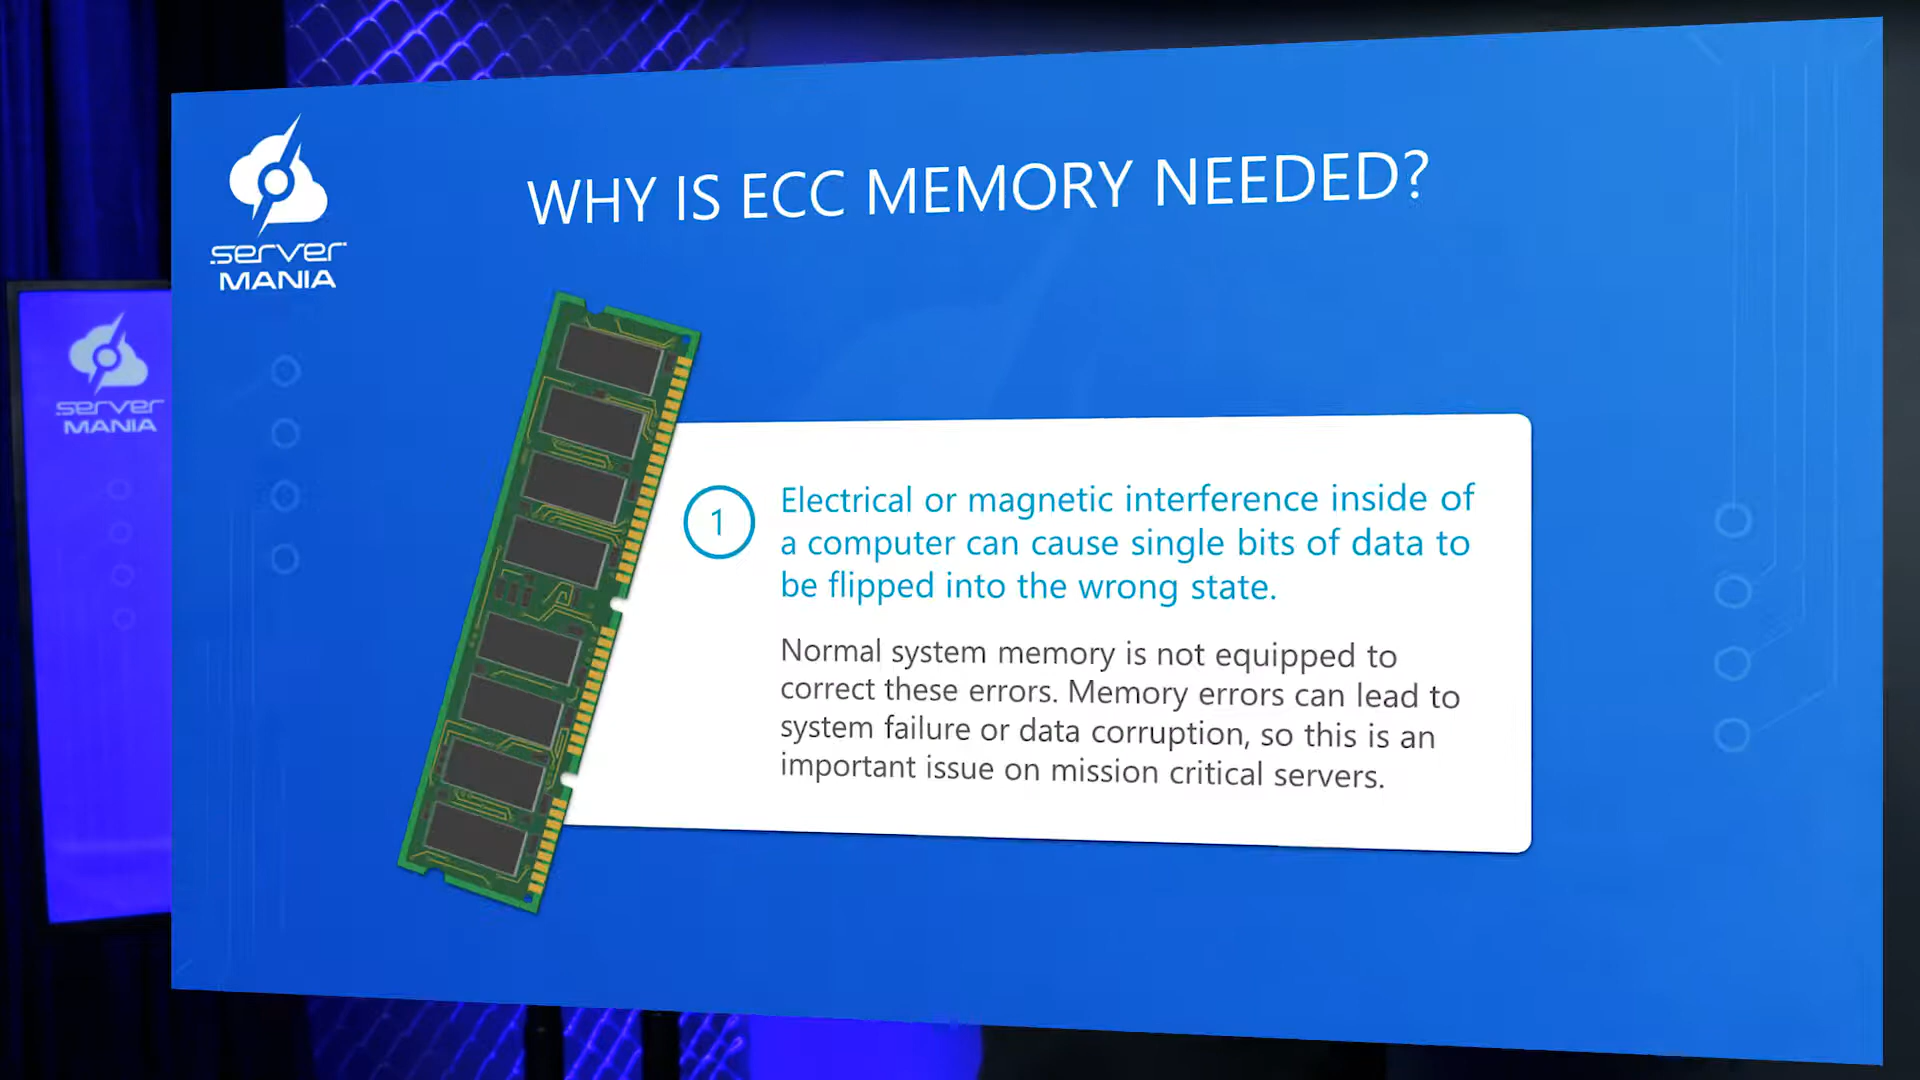 server
MANIA
WHY IS ECC MEMORY NEEDED?
server
MANIA
1
Electrical or magnetic interference inside of
a computer can cause single bits of data to
be flipped into the wrong state.
Normal system memory is not equipped to
correct these errors. Memory errors can lead to
system failure or data corruption, so this is an
important issue on mission critical servers.